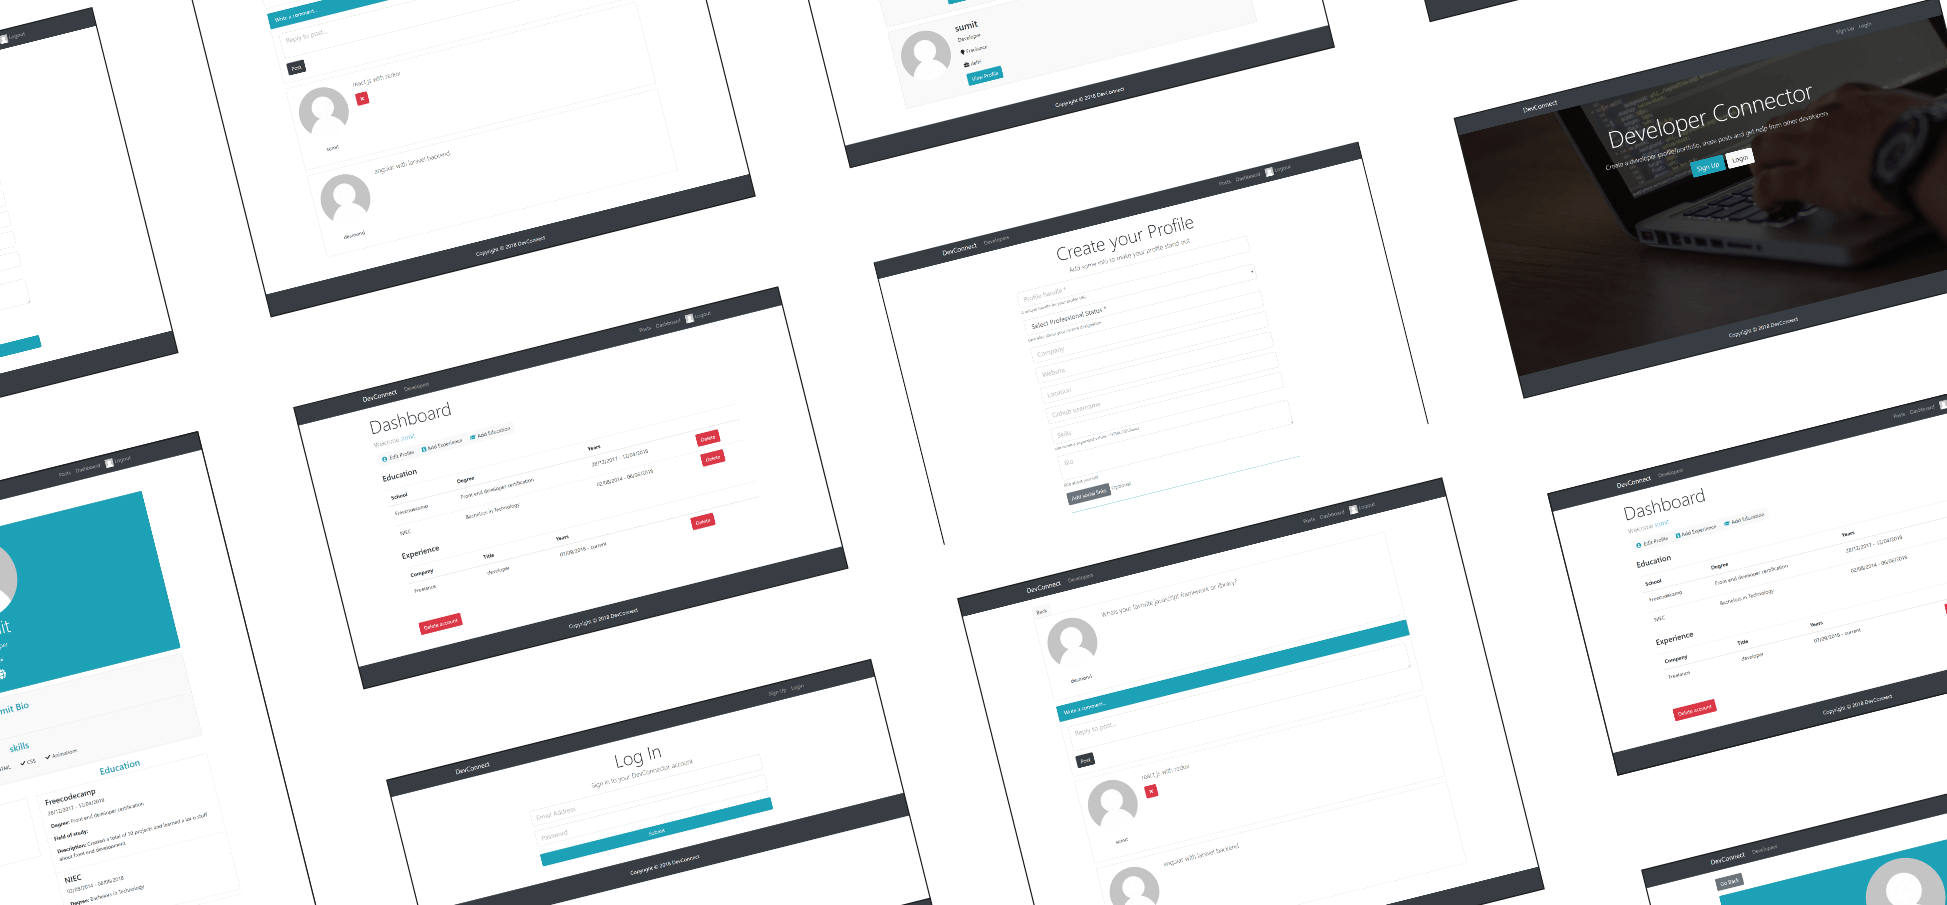 Logout
Write a comment...
Reply to post...
Post
react js with redux
sumit
angular with laravel backend
desmond
Copyright © 2018 DevConnect
sumit
Developer
Freelance
delhi
View Profile
Copyright © 2018 DevConnect
Sign Up Login
DevConnect
Developer Connector
Create a developer profile/portfolio, share posts and get help from other developers
Sign Up Login
Copyright © 2018 DevConnect
Posts Dashboard Logout
DevConnect Developers
Create your Profile
Add some info to make your profile stand out
Profile handle *
Select Professional Status *
Company
Website
Location
Github username
Skills
Bio
Add social links Optional
Posts Dashboard Logout
DevConnect Developers
Dashboard
Welcome sumit
Edit Profile Add Experience Add Education
Education
School Degree Years
Freecodecamp Front end developer certification 28/12/2017 - 12/04/2018 Delete
NIEC Bachelors in Technology 02/08/2014 - 06/06/2018 Delete
Experience
Company Title Years
Freelance developer 07/09/2018 - current Delete
Delete account
Copyright © 2018 DevConnect
Posts Dashboard Logout
DevConnect Developers
Dashboard
Welcome sumit
Edit Profile Add Experience Add Education
Education
School Degree Years
Freecodecamp Front end developer certification 28/12/2017 - 12/04/2018
NIEC Bachelors in Technology 02/08/2014 - 06/06/2018
Experience
Company Title Years
Freelance developer 07/09/2018 - current
Delete account
Copyright © 2018 DevConnect
Posts Dashboard Logout
mit Bio
skills
CSS Animations
Education
Freecodecamp
28/12/2017 - 12/04/2018
Degree: Front end developer certification
Field of study:
Description: Created a total of 10 projects and learned a lot o stuff
about front end development
NIEC
02/08/2014 - 06/06/2018
Degree: Bachelors in Technology
Sign Up Login
DevConnect
Log In
Sign in to your DevConnector account
Email Address
Password
Submit
Copyright © 2018 DevConnect
Posts Dashboard Logout
DevConnect Developers
Back
Whats your favorite javascript framework or library?
desmond
Write a comment...
Reply to post...
Post
react js with redux
sumit
angular with laravel backend
DevConnect Developers
Go Back